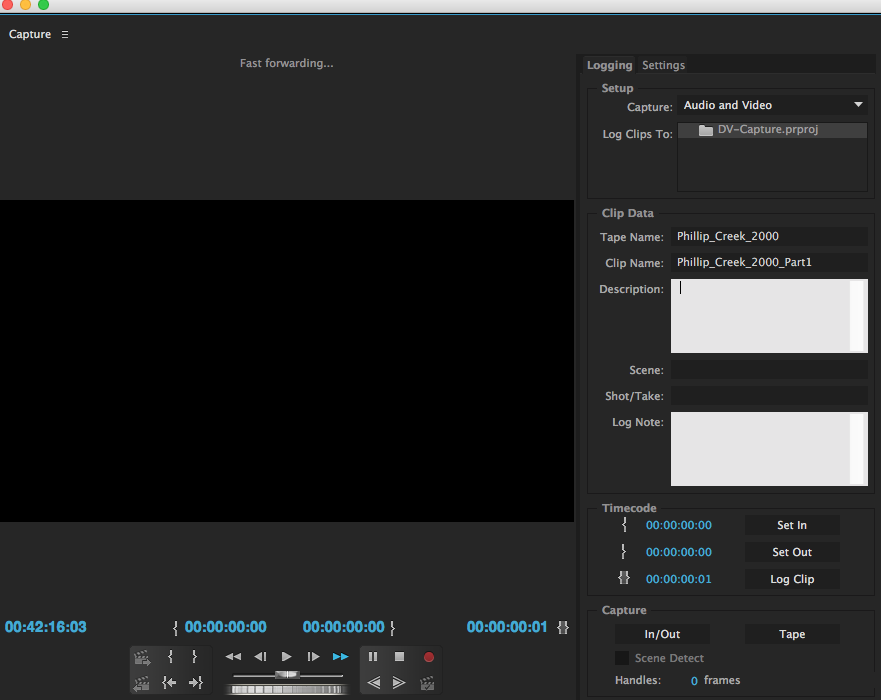 Capture
Fast forwarding...
Logging Settings
Setup
Capture: Audio and Video
Log Clips To: DV-Capture.prproj
Clip Data
Tape Name: Phillip_Creek_2000
Clip Name: Phillip_Creek_2000_Part1
Description:
Scene:
Shot/Take:
Log Note:
Timecode
{ 00:00:00:00 Set In
} 00:00:00:00 Set Out
{} 00:00:00:01 Log Clip
Capture
In/Out Tape
Scene Detect
Handles: 0 frames
00:42:16:03 { 00:00:00:00 00:00:00:00 } 00:00:00:01 {}